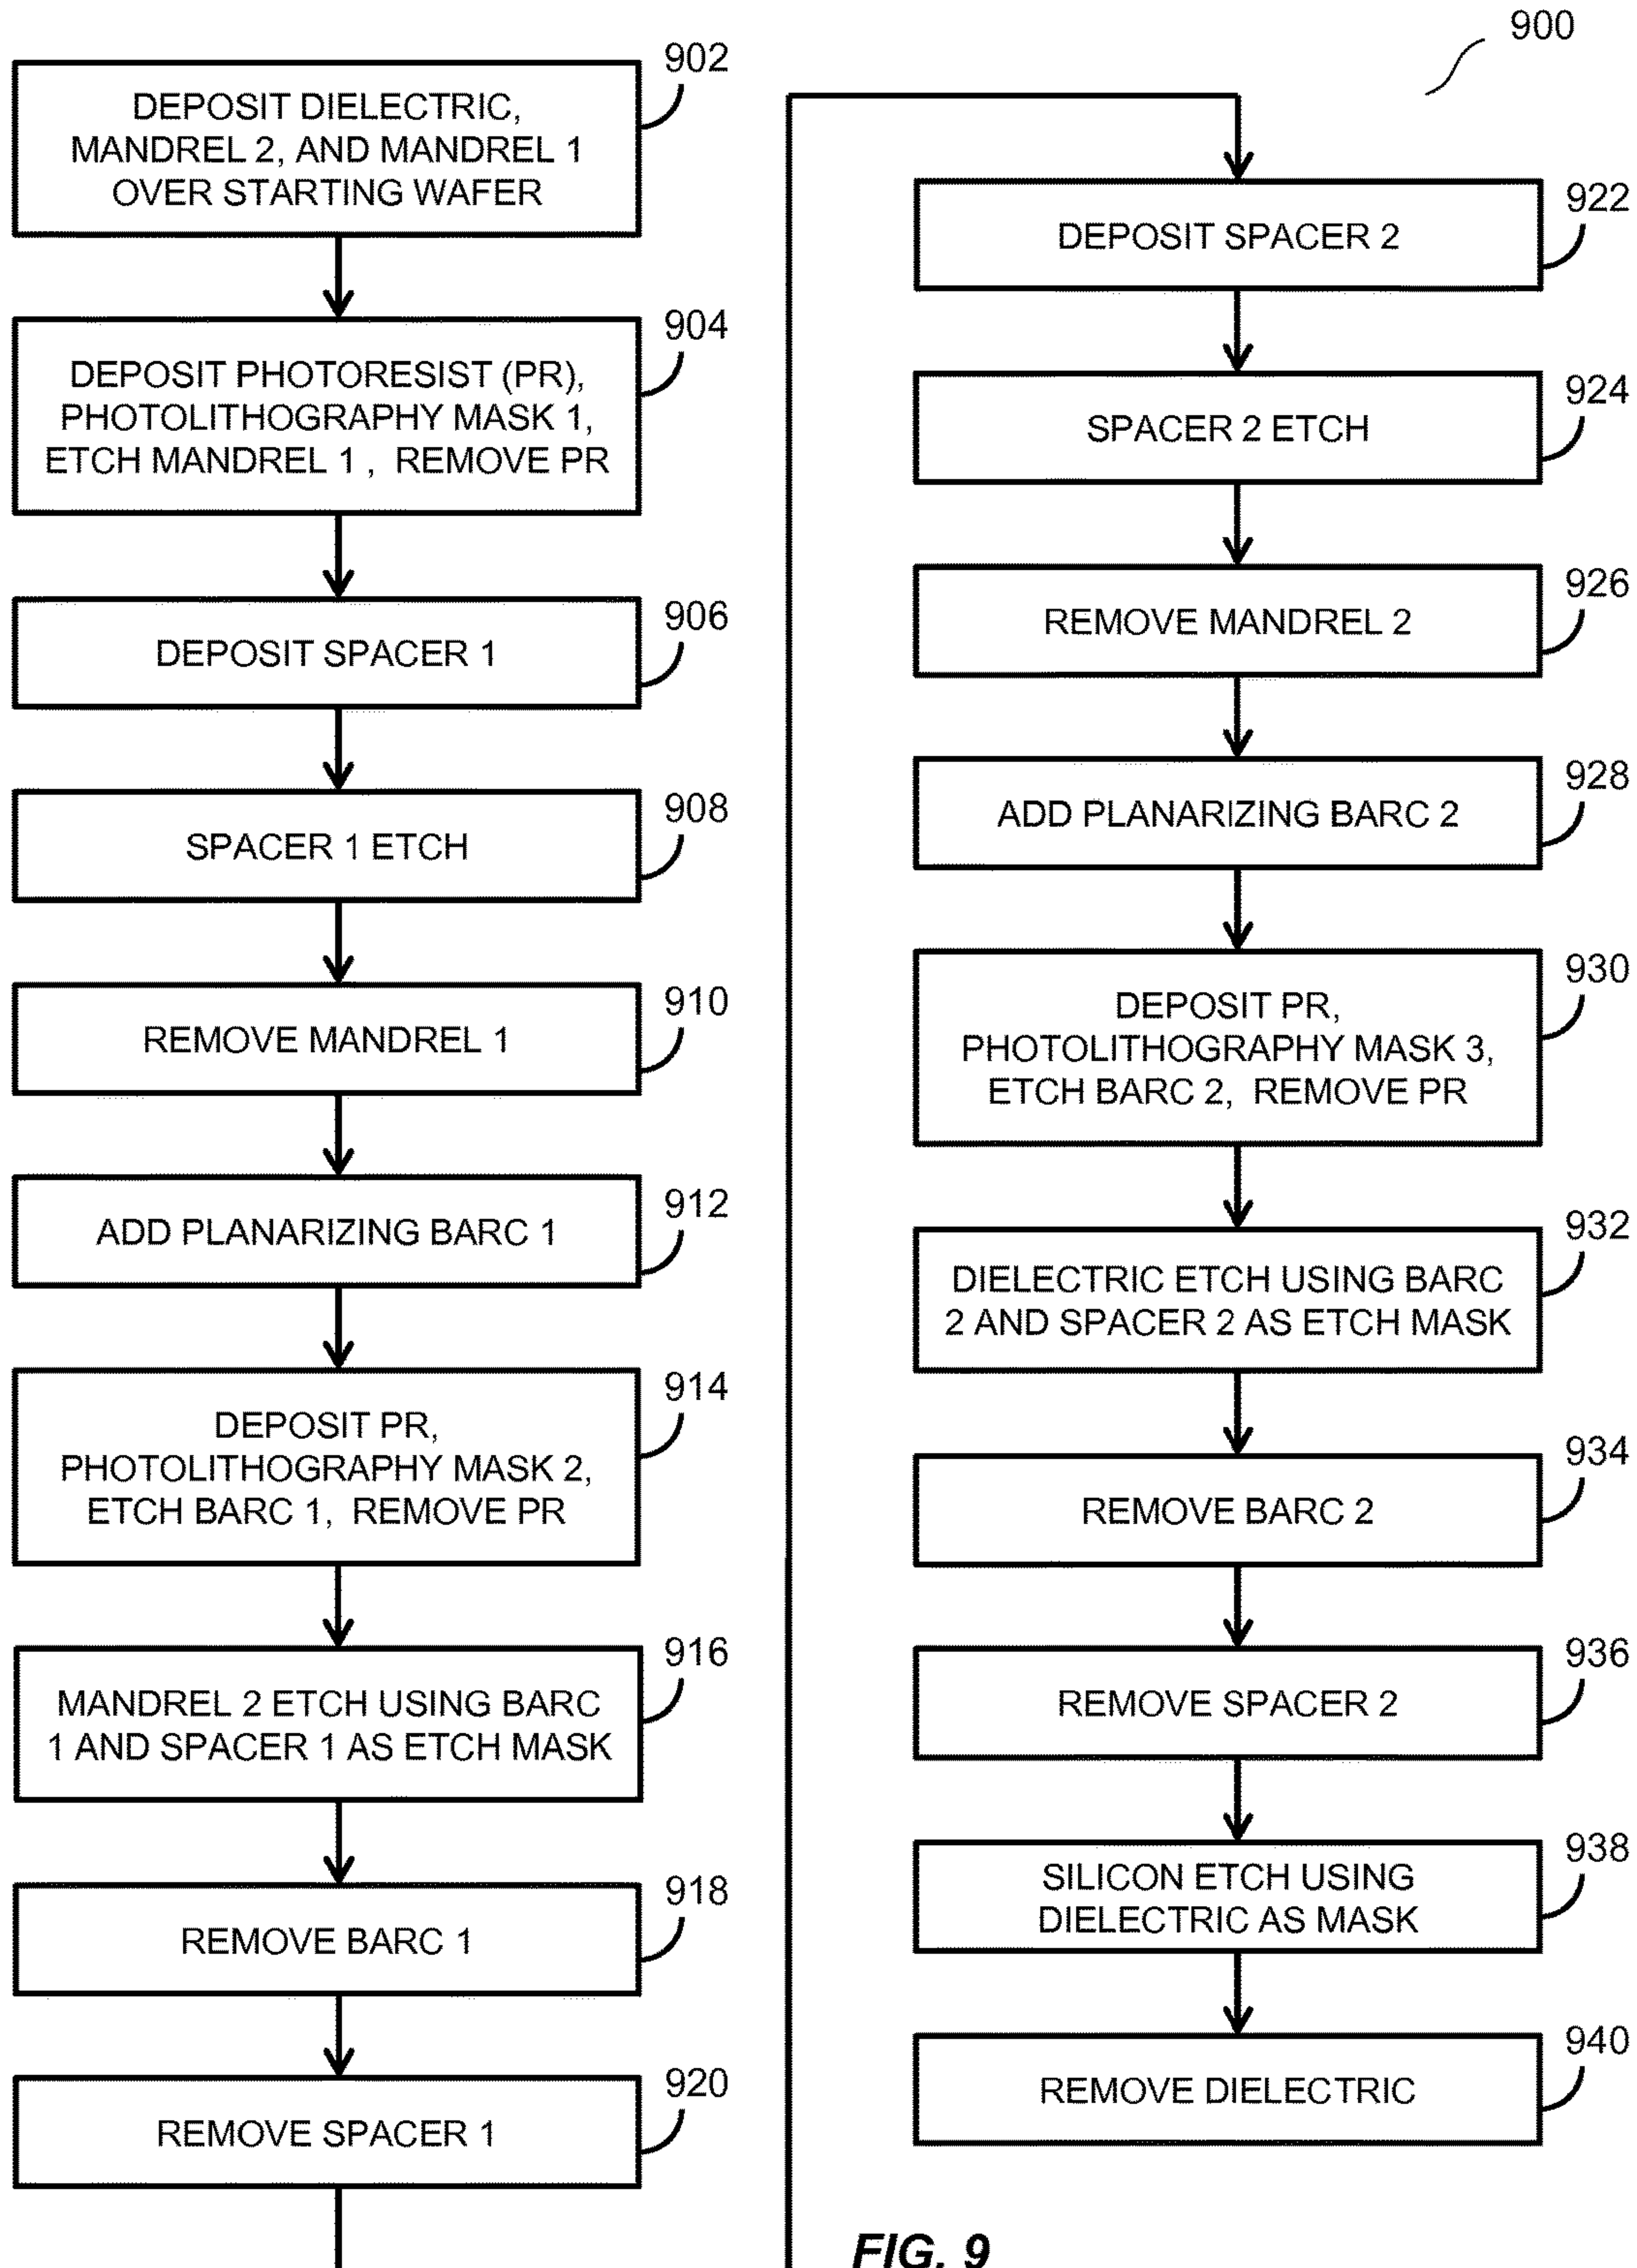 900
902
DEPOSIT DIELECTRIC,
MANDREL 2, AND MANDREL 1
OVER STARTING WAFER
904
DEPOSIT PHOTORESIST (PR),
PHOTOLITHOGRAPHY MASK 1,
ETCH MANDREL 1 , REMOVE PR
906
DEPOSIT SPACER 1
908
SPACER 1 ETCH
910
REMOVE MANDREL 1
912
ADD PLANARIZING BARC 1
914
DEPOSIT PR,
PHOTOLITHOGRAPHY MASK 2,
ETCH BARC 1, REMOVE PR
916
MANDREL 2 ETCH USING BARC
1 AND SPACER 1 AS ETCH MASK
918
REMOVE BARC 1
920
REMOVE SPACER 1
922
DEPOSIT SPACER 2
924
SPACER 2 ETCH
926
REMOVE MANDREL 2
928
ADD PLANARIZING BARC 2
930
DEPOSIT PR,
PHOTOLITHOGRAPHY MASK 3,
ETCH BARC 2, REMOVE PR
932
DIELECTRIC ETCH USING BARC
2 AND SPACER 2 AS ETCH MASK
934
REMOVE BARC 2
936
REMOVE SPACER 2
938
SILICON ETCH USING
DIELECTRIC AS MASK
940
REMOVE DIELECTRIC
FIG. 9